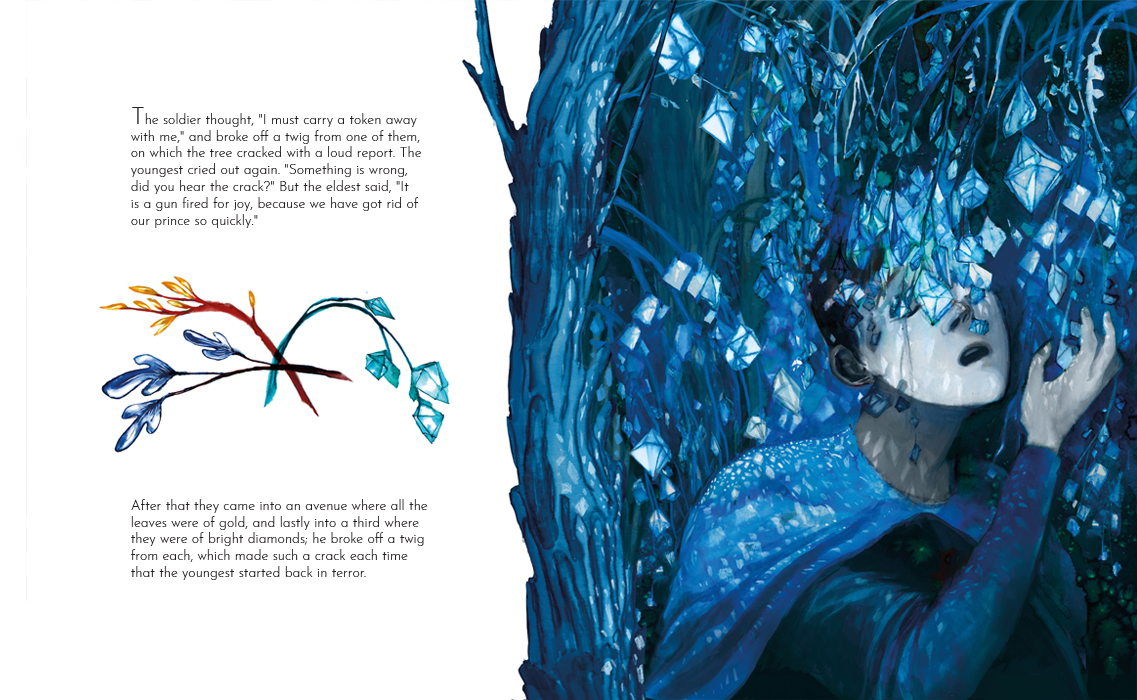 The soldier thought, "I must carry a token away
with me," and broke off a twig from one of them,
on which the tree cracked with a loud report. The
youngest cried out again. "Something is wrong,
did you hear the crack?" But the eldest said, "It
is a gun fired for joy, because we have got rid of
our prince so quickly."
After that they came into an avenue where all the
leaves were of gold, and lastly into a third where
they were of bright diamonds; he broke off a twig
from each, which made such a crack each time
that the youngest started back in terror.